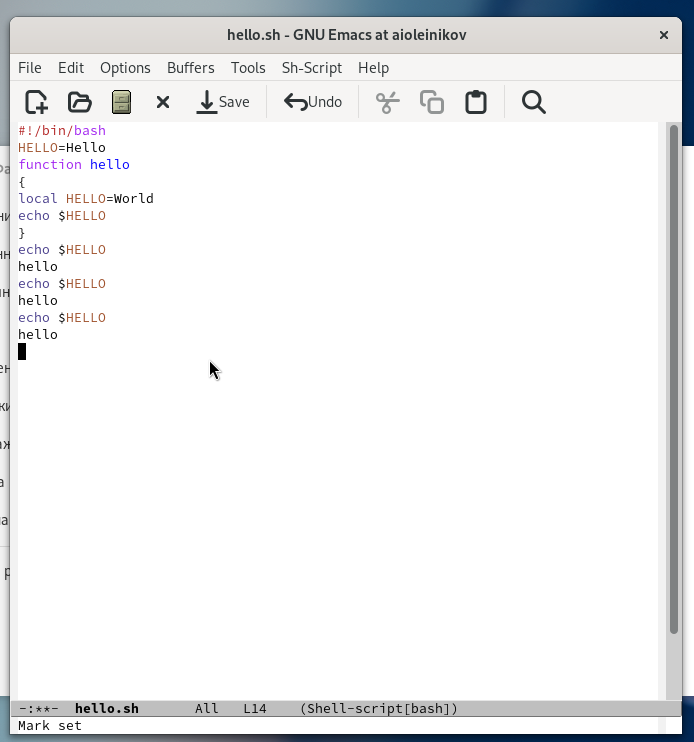 hello.sh - GNU Emacs at aioleinikov
File Edit Options Buffers Tools Sh-Script Help
Save Undo
#!/bin/bash
HELLO=Hello
function hello
{
local HELLO=World
echo $HELLO
}
echo $HELLO
hello
echo $HELLO
hello
echo $HELLO
hello
-:**- hello.sh All L14 (Shell-script[bash])
Mark set